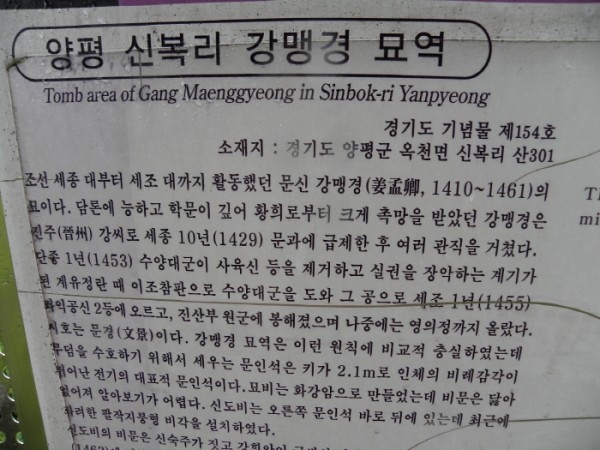 양평 신복리 강맹경 묘역
Tomb area of Gang Maenggyeong in Sinbok-ri Yanpyeong
경기도 기념물 제154호
소재지 : 경기도 양평군 옥천면 신복리 산301
조선 세종 대부터 세조 대까지 활동했던 문신 강맹경(姜孟卿, 1410~1461)의
묘이다. 담론에 능하고 학문이 깊어 황희로부터 크게 촉망을 받았던 강맹경은
진주(晉州) 강씨로 세종 10년(1429) 문과에 급제한 후 여러 관직을 거쳤다.
단종 1년(1453) 수양대군이 사육신 등을 제거하고 실권을 장악하는 계기가
된 계유정란 때 이조참판으로 수양대군을 도와 그 공으로 세조 1년(1455)
좌익공신 2등에 오르고, 진산부 원군에 봉해졌으며 나중에는 영의정까지 올랐다.
시호는 문경(文景)이다. 강맹경 묘역은 이런 원칙에 비교적 충실하였는데
무덤을 수호하기 위해서 세우는 문인석은 키가 2.1m로 인체의 비례감각이
뛰어난 전기의 대표적 문인석이다. 묘비는 화강암으로 만들었는데 비문은 닳아
없어져 알아보기가 어렵다. 신도비는 오른쪽 문인석 바로 뒤에 있는데 최근에
화려한 팔작지붕형 비각을 설치하였다.
신도비의 비문은 신숙주가 짓고 강희안이
Th
mi